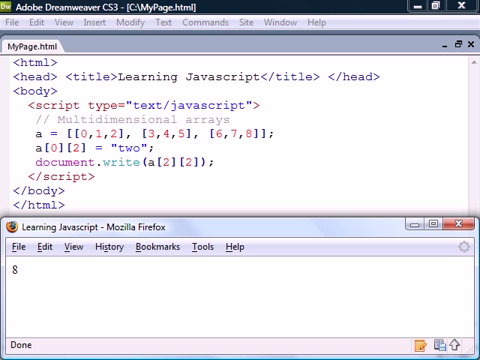 Dw Adobe Dreamweaver CS3 - [C:\MyPage.html]
File Edit View Insert Modify Text Commands Site Window Help
MyPage.html
<html>
<head> <title>Learning Javascript</title> </head>
<body>
<script type="text/javascript">
// Multidimensional arrays
a = [[0,1,2], [3,4,5], [6,7,8]];
a[0][2] = "two";
document.write(a[2][2]);
</script>
</body>
</html>
Learning Javascript - Mozilla Firefox
File Edit View History Bookmarks Tools Help
8
Done